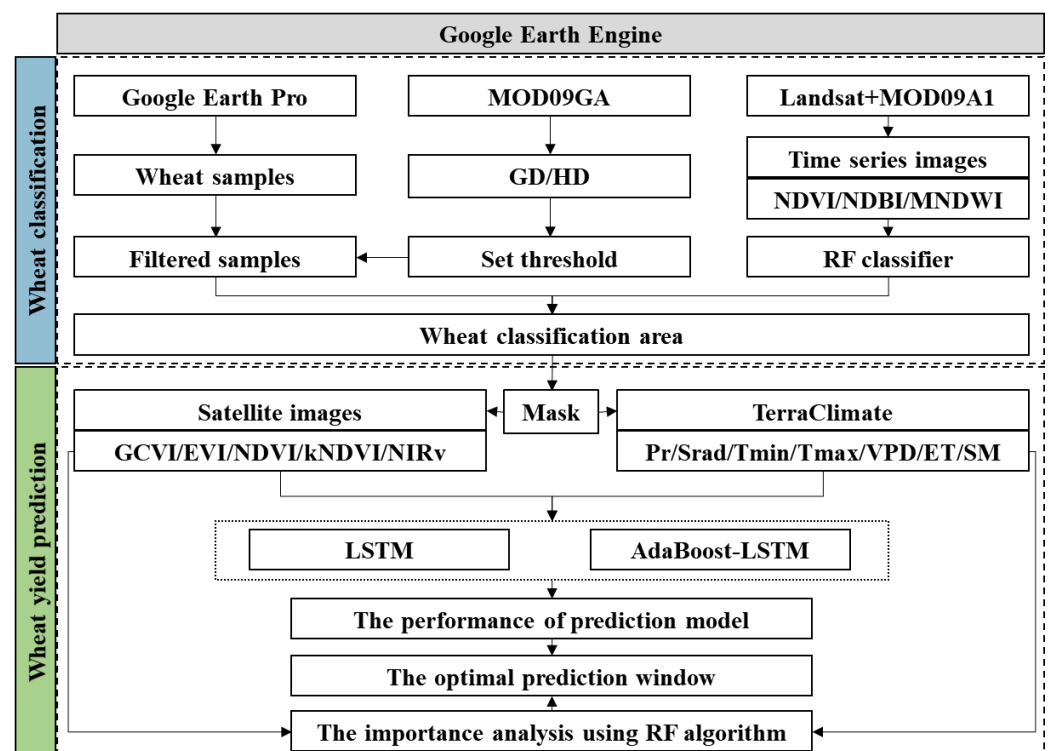 Google Earth Engine
Wheat classification
Google Earth Pro
MOD09GA
Landsat+MOD09A1
Wheat samples
GD/HD
Time series images
NDVI/NDBI/MNDWI
Filtered samples
Set threshold
RF classifier
Wheat classification area
Wheat yield prediction
Satellite images
Mask
TerraClimate
GCVI/EVI/NDVI/kNDVI/NIRv
Pr/Srad/Tmin/Tmax/VPD/ET/SM
LSTM
AdaBoost-LSTM
The performance of prediction model
The optimal prediction window
The importance analysis using RF algorithm